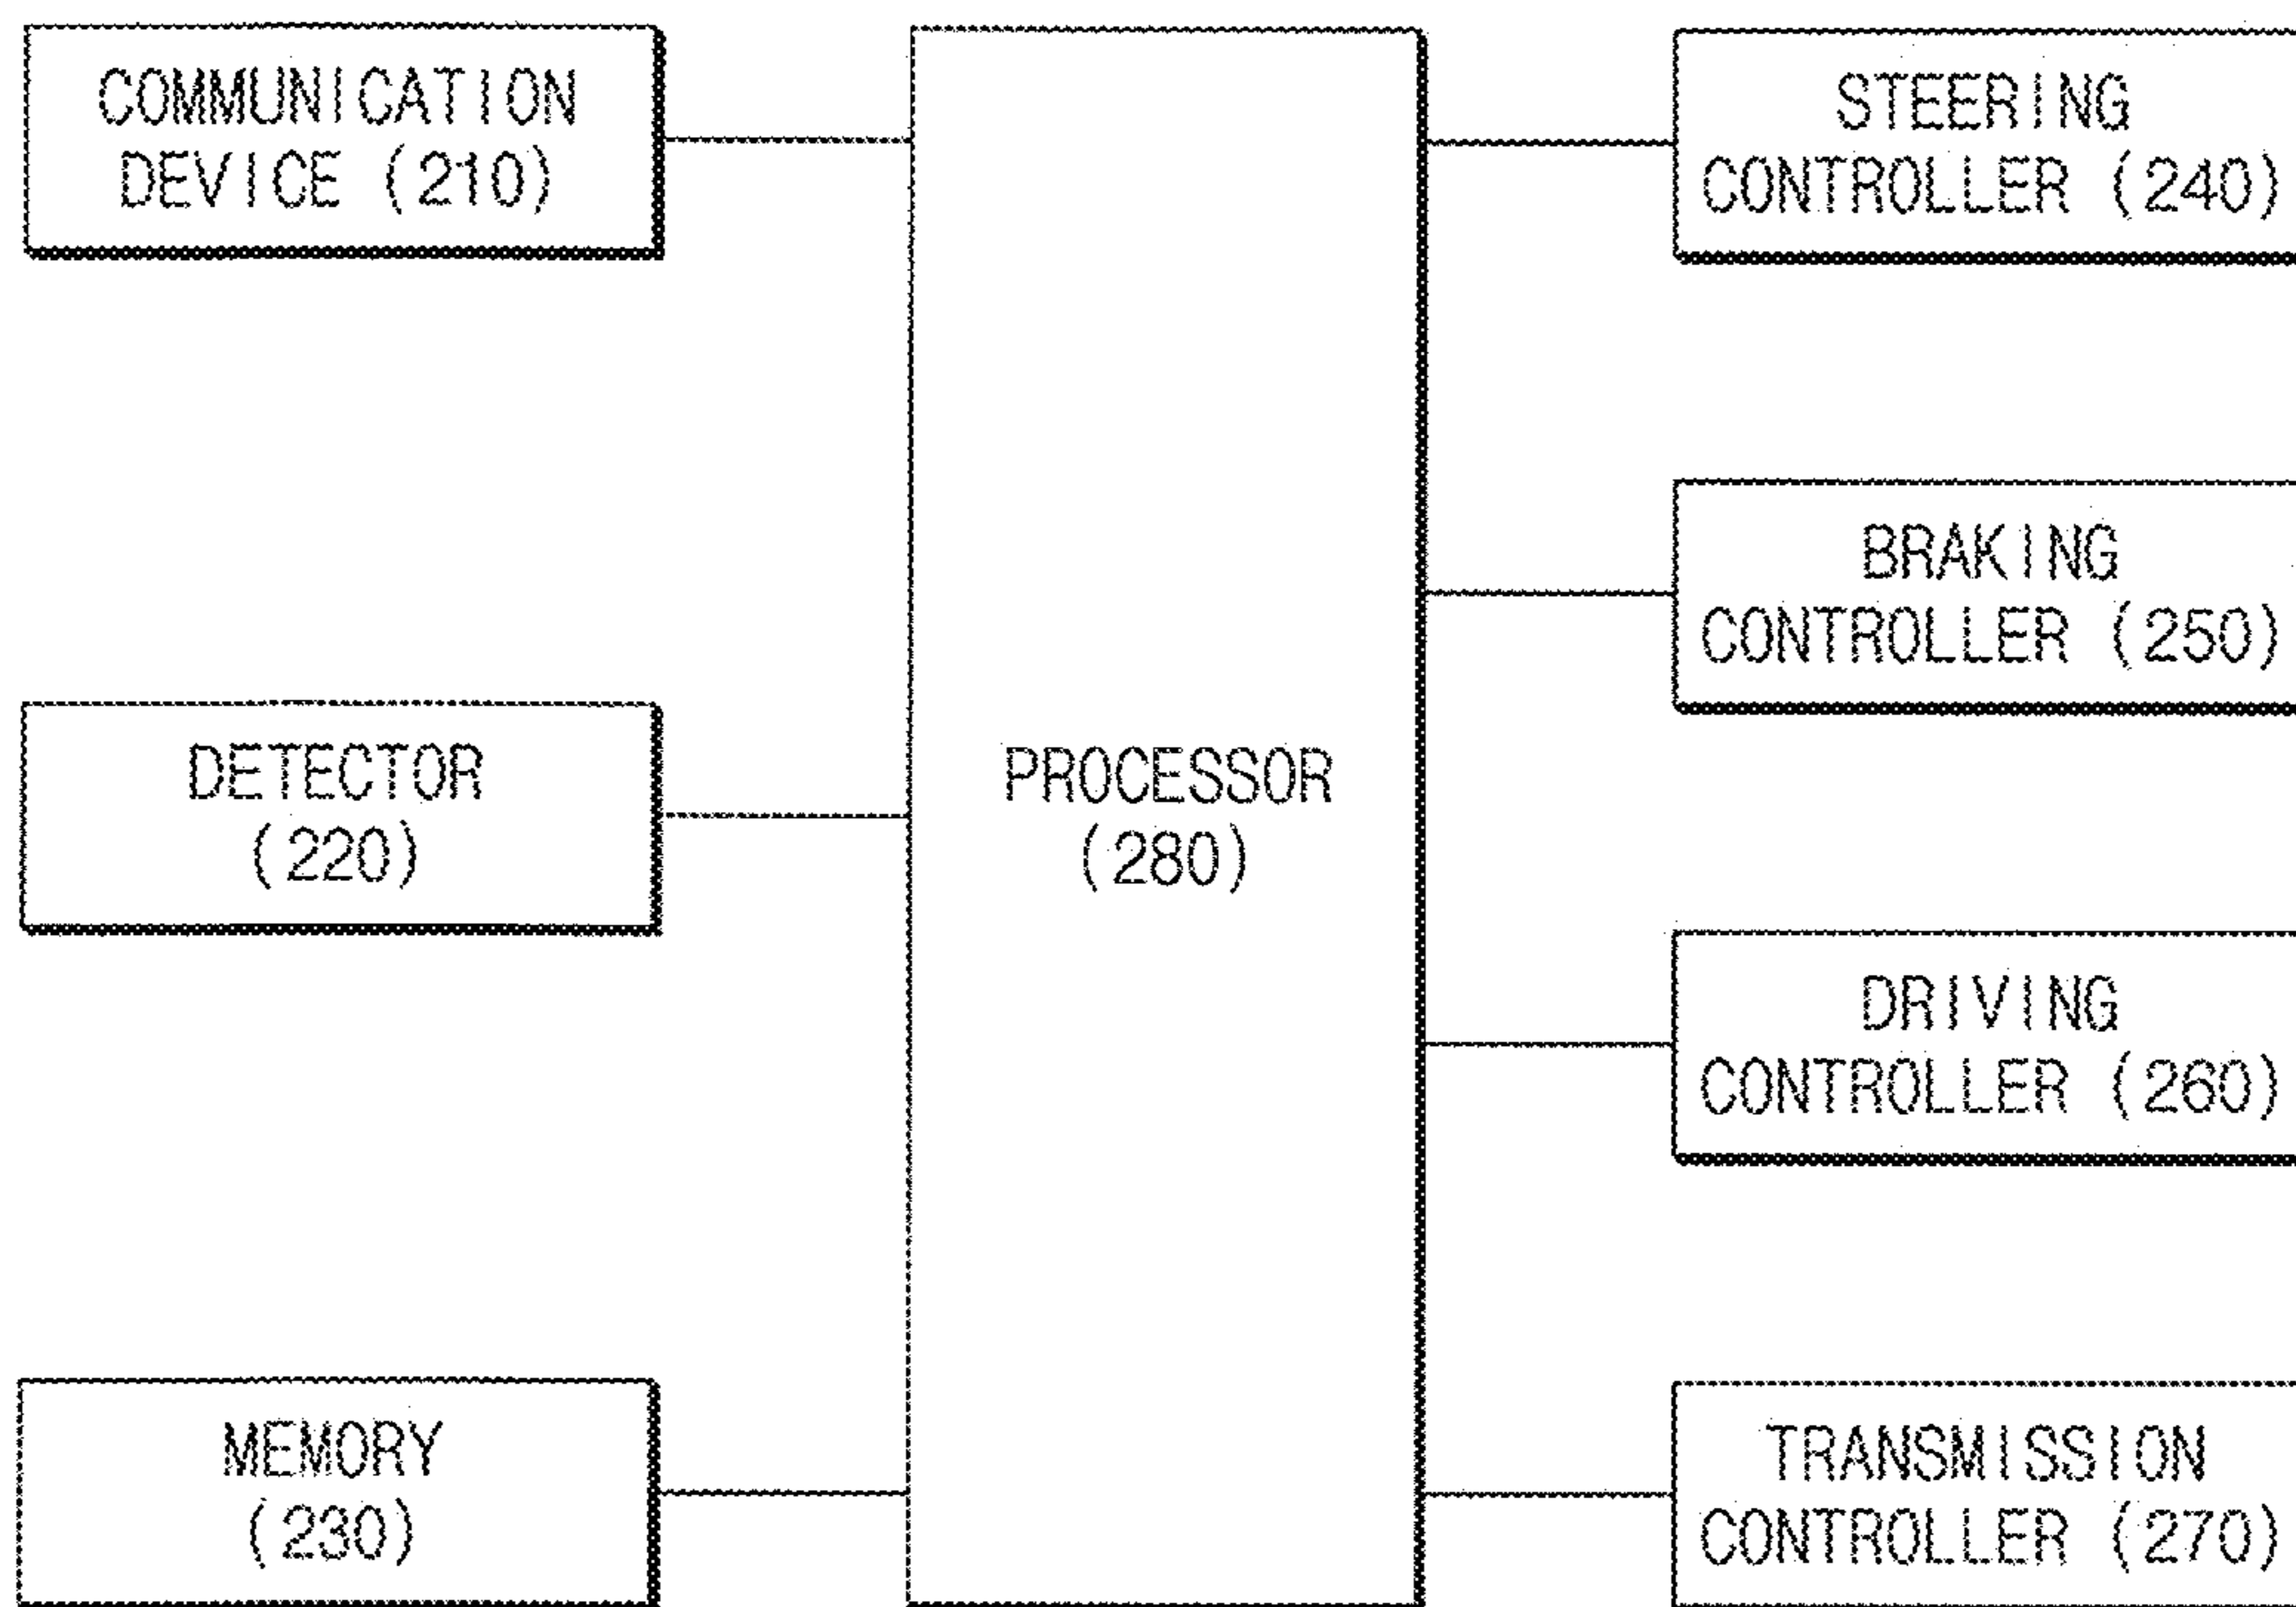 COMMUNICATION
DEVICE (210)
DETECTOR
(220)
MEMORY
(230)
PROCESSOR
(280)
STEERING
CONTROLLER (240)
BRAKING
CONTROLLER (250)
DRIVING
CONTROLLER (260)
TRANSMISSION
CONTROLLER (270)